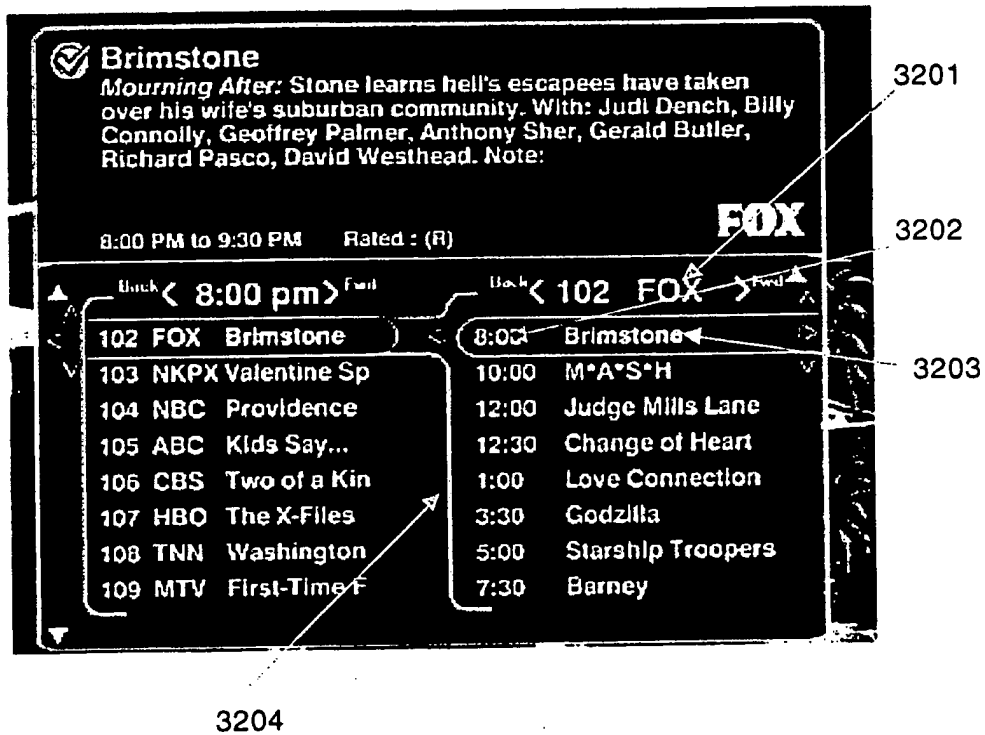 Brimstone
Mourning After: Stone learns hell's escapees have taken
over his wife's suburban community. With: Judi Dench, Billy
Connolly, Geoffrey Palmer, Anthony Sher, Gerald Butler,
Richard Pasco, David Westhead. Note:
FOX
8:00 PM to 9:30 PM Rated : (R)
Back < 8:00 pm > Fwd
Back < 102 FOX > Fwd
102 FOX Brimstone
103 NKPX Valentine Sp
104 NBC Providence
105 ABC Kids Say...
106 CBS Two of a Kin
107 HBO The X-Files
108 TNN Washington
109 MTV First-Time F
8:00 Brimstone
10:00 M*A*S*H
12:00 Judge Mills Lane
12:30 Change of Heart
1:00 Love Connection
3:30 Godzilla
5:00 Starship Troopers
7:30 Barney
3201
3202
3203
3204